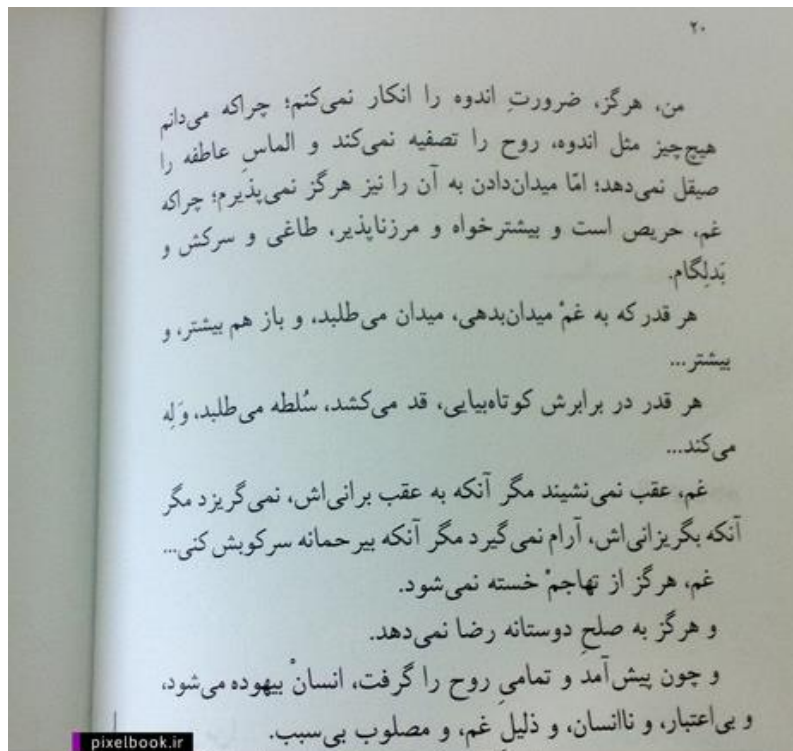 ۲۰
من، هرگز، ضرورتِ اندوه را انکار نمی‌کنم؛ چراکه می‌دانم
هیچ‌چیز مثل اندوه، روح را تصفیه نمی‌کند و الماسِ عاطفه را
صیقل نمی‌دهد؛ امّا میدان‌دادن به آن را نیز هرگز نمی‌پذیرم؛ چراکه
غم، حریص است و بیشترخواه و مرزناپذیر، طاغی و سرکش و
بَدلِگام.
هر قدر که به غمْ میدان‌بدهی، میدان می‌طلبد، و باز هم بیشتر، و
بیشتر...
هر قدر در برابرش کوتاه‌بیایی، قد می‌کشد، سُلطه می‌طلبد، وَ لِه
می‌کند...
غم، عقب نمی‌نشیند مگر آنکه به عقب برانی‌اش، نمی‌گریزد مگر
آنکه بگریزانی‌اش، آرام نمی‌گیرد مگر آنکه بیرحمانه سرکوبش کنی...
غم، هرگز از تهاجمْ خسته نمی‌شود.
و هرگز به صلحِ دوستانه رضا نمی‌دهد.
و چون پیش‌آمد و تمامیِ روح را گرفت، انسانْ بیهوده می‌شود،
و بی‌اعتبار، و ناانسان، و ذلیلِ غم، و مصلوب بی‌سبب.
pixelbook.ir